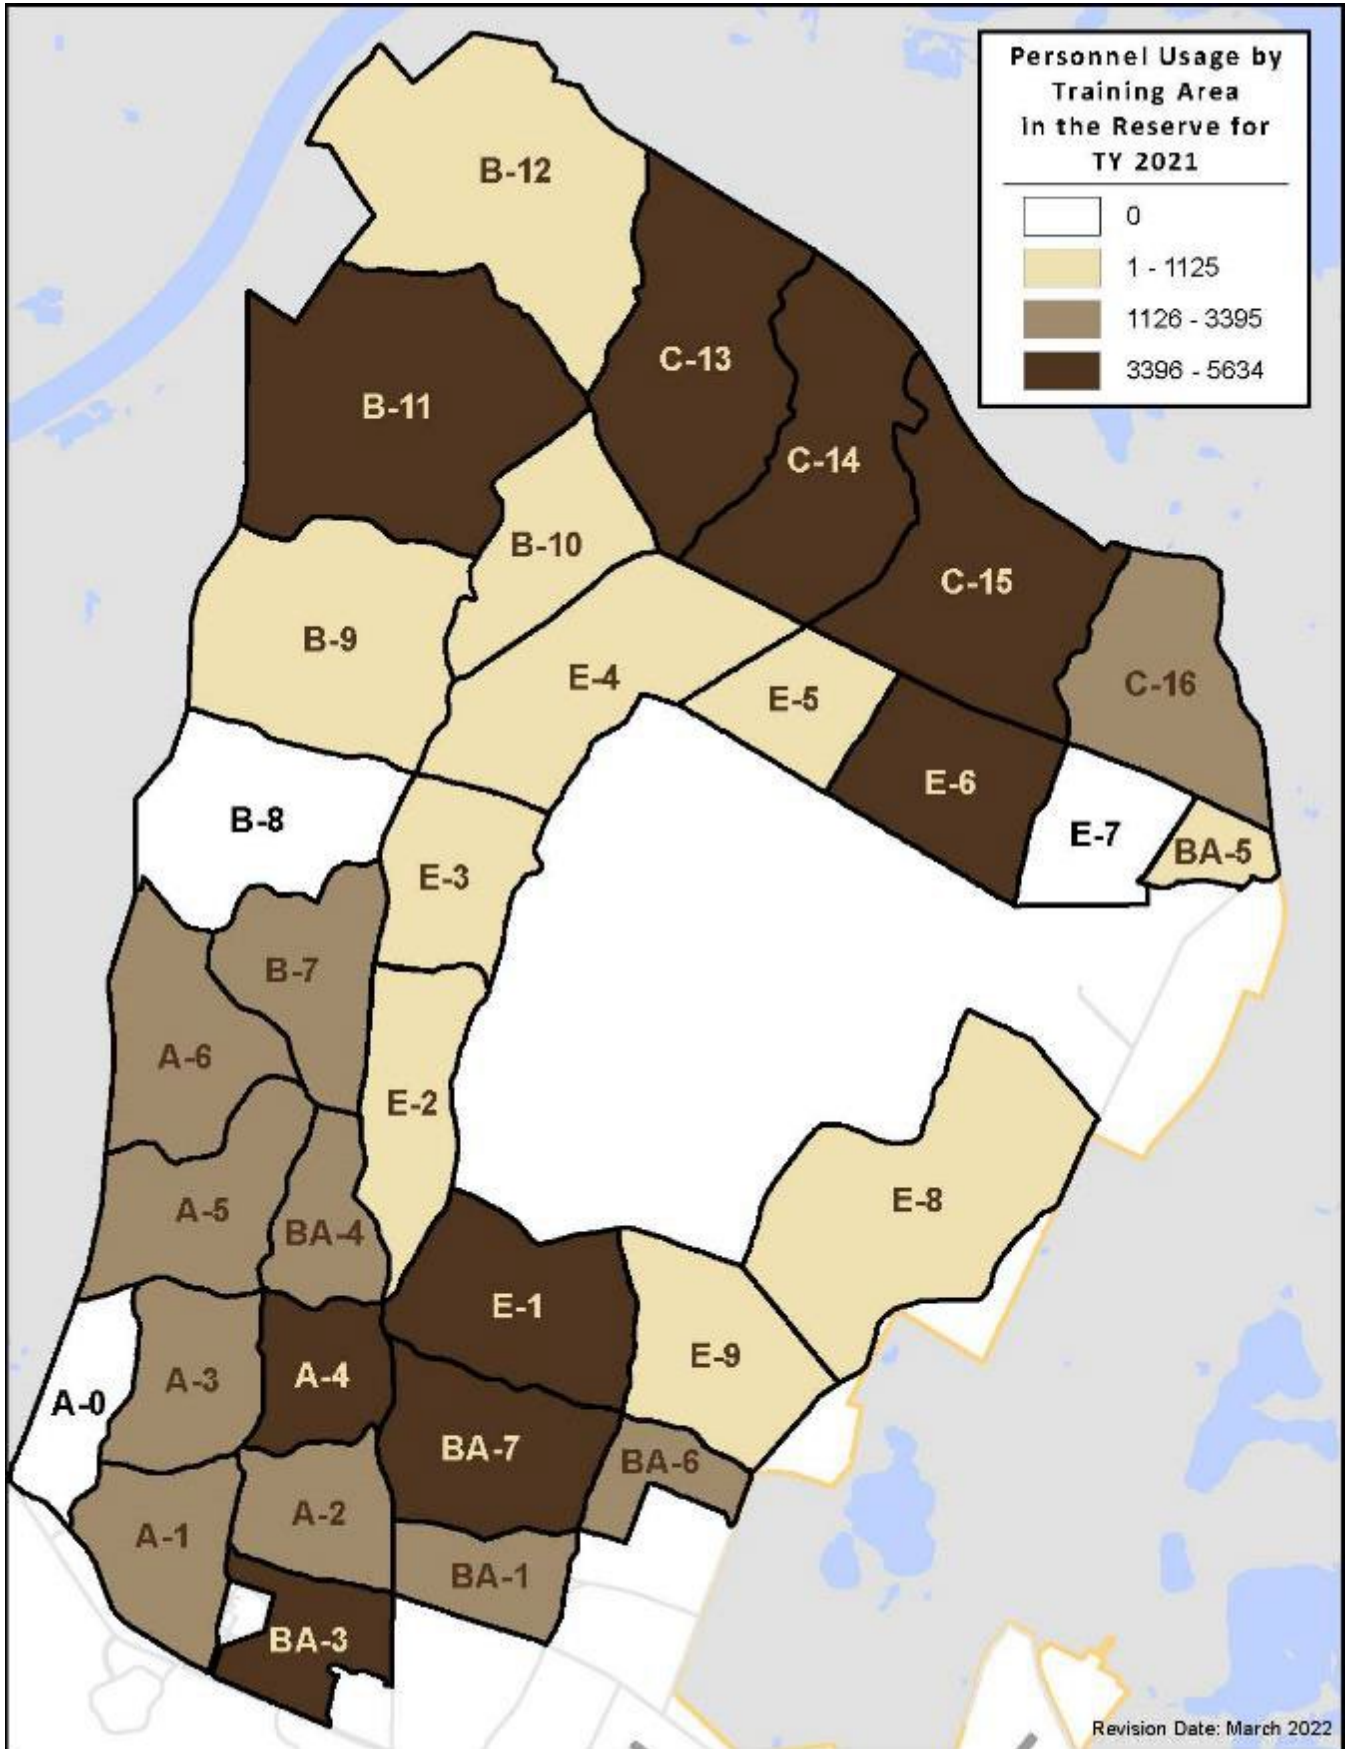 Personnel Usage by
Training Area
in the Reserve for
TY 2021
0
1 - 1125
1126 - 3395
3396 - 5634
B-12
C-13
B-11
C-14
B-10
C-15
B-9
E-4
C-16
E-5
E-6
B-8
E-7
BA-5
E-3
B-7
A-6
E-2
E-8
A-5
BA-4
E-1
E-9
A-4
A-3
A-0
BA-7
BA-6
A-2
A-1
BA-1
BA-3
Revision Date: March 2022